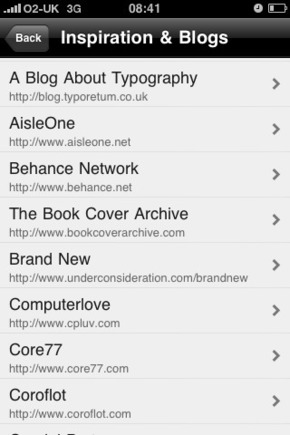 O2-UK 3G 08:41
Back Inspiration & Blogs
A Blog About Typography
http://blog.typoretum.co.uk
AisleOne
http://www.aisleone.net
Behance Network
http://www.behance.net
The Book Cover Archive
http://www.bookcoverarchive.com
Brand New
http://www.underconsideration.com/brandnew
Computerlove
http://www.cpluv.com
Core77
http://www.core77.com
Coroflot
http://www.coroflot.com